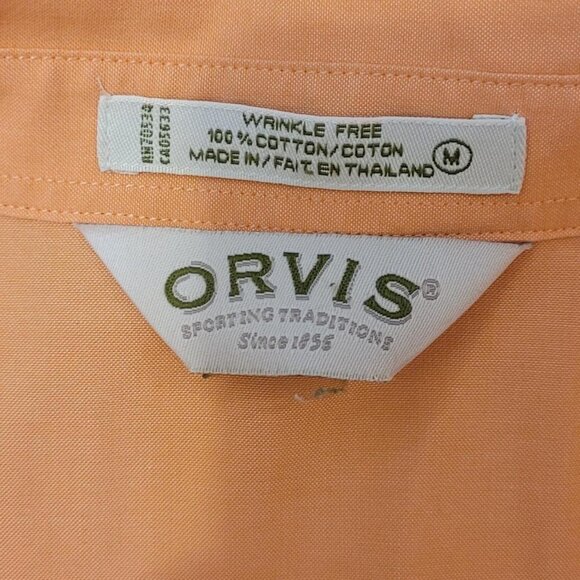 WRINKLE FREE
100 % COTTON/COTON
MADE IN/FAIT EN THAILAND
M
RN70534
CA05633
ORVIS®
SPORTING TRADITIONS
Since 1856